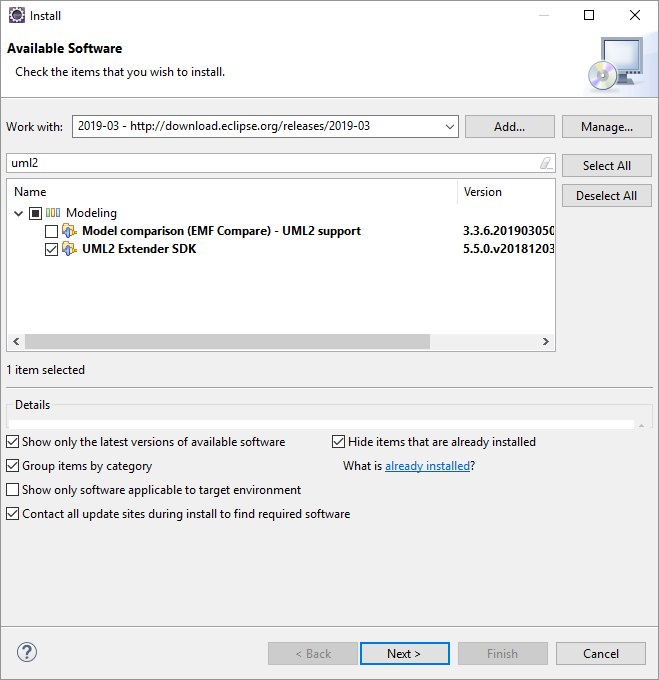 Install
Available Software
Check the items that you wish to install.
Work with: 2019-03 - http://download.eclipse.org/releases/2019-03 Add... Manage...
uml2 Select All
Name Version Deselect All
Modeling
Model comparison (EMF Compare) - UML2 support 3.3.6.201903050
UML2 Extender SDK 5.5.0.v20181203
1 item selected
Details
Show only the latest versions of available software Hide items that are already installed
Group items by category What is already installed?
Show only software applicable to target environment
Contact all update sites during install to find required software
? < Back Next > Finish Cancel